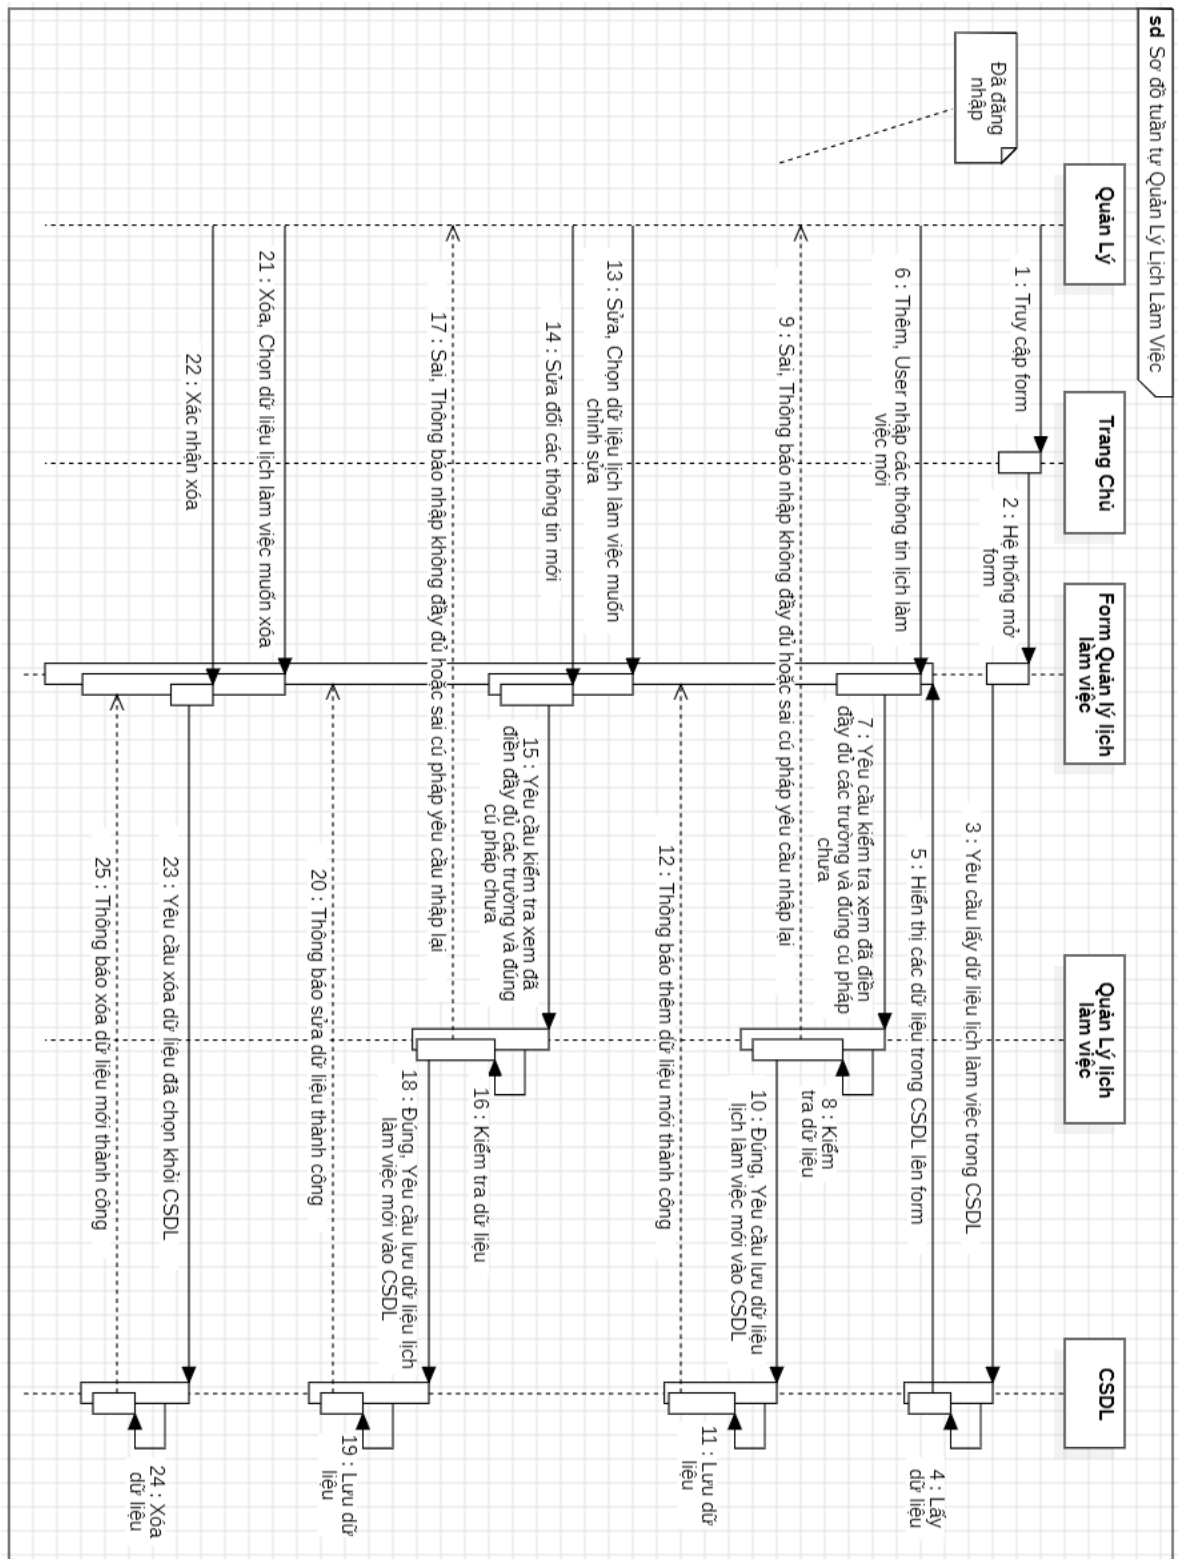 sd Sơ đồ tuần tự Quản Lý Lịch Làm Việc
Đã đăng
nhập
Quản Lý
Trang Chủ
Form Quản lý lịch
làm việc
Quản Lý lịch
làm việc
CSDL
1 : Truy cập form
2 : Hệ thống mở
form
3 : Yêu cầu lấy dữ liệu lịch làm việc trong CSDL
4 : Lấy
dữ liệu
5 : Hiển thị các dữ liệu trong CSDL lên form
6 : Thêm, User nhập các thông tin lịch làm
việc mới
7 : Yêu cầu kiểm tra xem đã điền
đầy đủ các trường và đúng cú pháp
chưa
8 : Kiểm
tra dữ liệu
9 : Sai, Thông báo nhập không đầy đủ hoặc sai cú pháp yêu cầu nhập lại
10 : Đúng, Yêu cầu lưu dữ liệu
lịch làm việc mới vào CSDL
11 : Lưu dữ
liệu
12 : Thông báo thêm dữ liệu mới thành công
13 : Sửa, Chọn dữ liệu lịch làm việc muốn
chỉnh sửa
14 : Sửa đổi các thông tin mới
15 : Yêu cầu kiểm tra xem đã
điền đầy đủ các trường và đúng
cú pháp chưa
16 : Kiểm tra dữ liệu
17 : Sai, Thông báo nhập không đầy đủ hoặc sai cú pháp yêu cầu nhập lại
18 : Đúng, Yêu cầu lưu dữ liệu lịch
làm việc mới vào CSDL
19 : Lưu dữ
liệu
20 : Thông báo sửa dữ liệu thành công
21 : Xóa, Chọn dữ liệu lịch làm việc muốn xóa
22 : Xác nhận xóa
23 : Yêu cầu xóa dữ liệu đã chọn khỏi CSDL
24 : Xóa
dữ liệu
25 : Thông báo xóa dữ liệu mới thành công